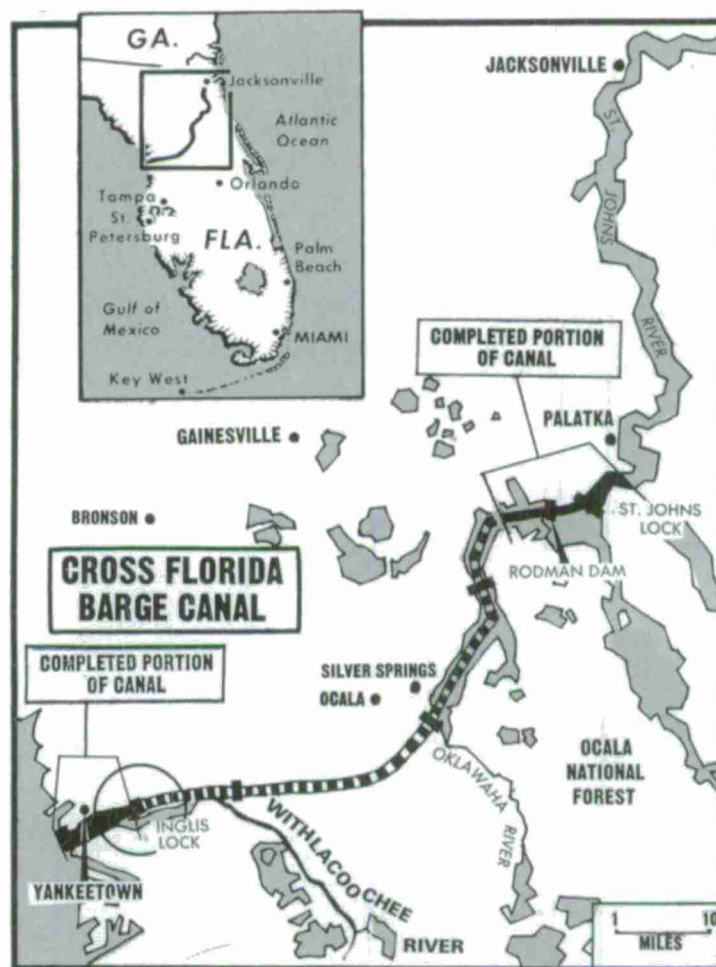 GA.
Jacksonville
Atlantic
Ocean
Orlando
Tampa
St.
Petersburg
FLA.
Palm
Beach
Gulf of
Mexico
MIAMI
Key West
JACKSONVILLE
ST. JOHNS RIVER
COMPLETED PORTION
OF CANAL
PALATKA
GAINESVILLE
BRONSON
ST. JOHNS
LOCK
RODMAN DAM
CROSS FLORIDA
BARGE CANAL
COMPLETED PORTION
OF CANAL
SILVER SPRINGS
OCALA
OKLAWAHA
RIVER
OCALA
NATIONAL
FOREST
INGLIS
LOCK
YANKEETOWN
WITHLACOOCHEE
RIVER
1 10
MILES